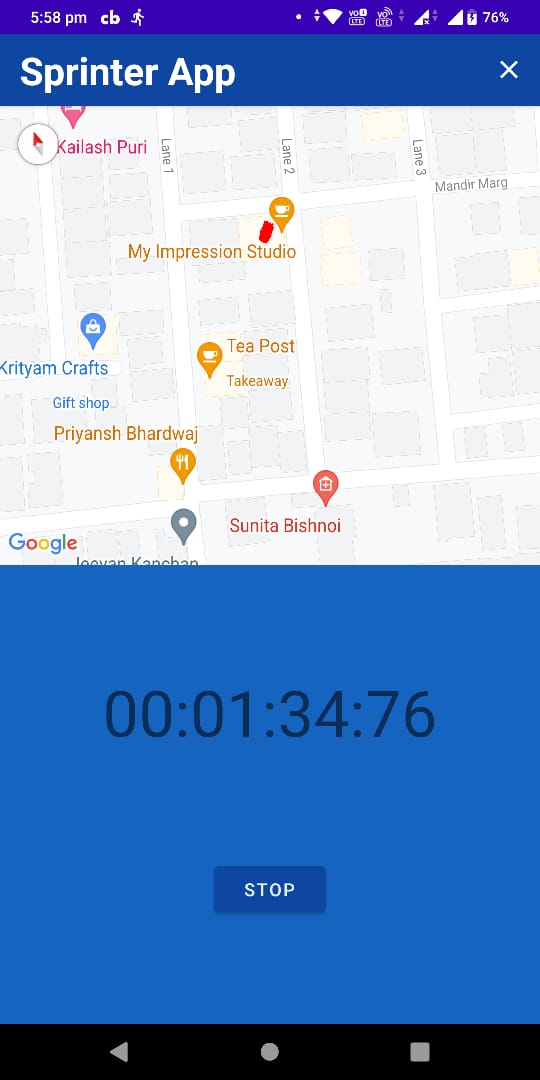 5:58 pm cb 76%
Sprinter App
Kailash Puri
Lane 1
Lane 2
Lane 3
Mandir Marg
My Impression Studio
Tea Post
Takeaway
Krityam Crafts
Gift shop
Priyansh Bhardwaj
Sunita Bishnoi
Google
Jeevan Kanchan
00:01:34:76
STOP